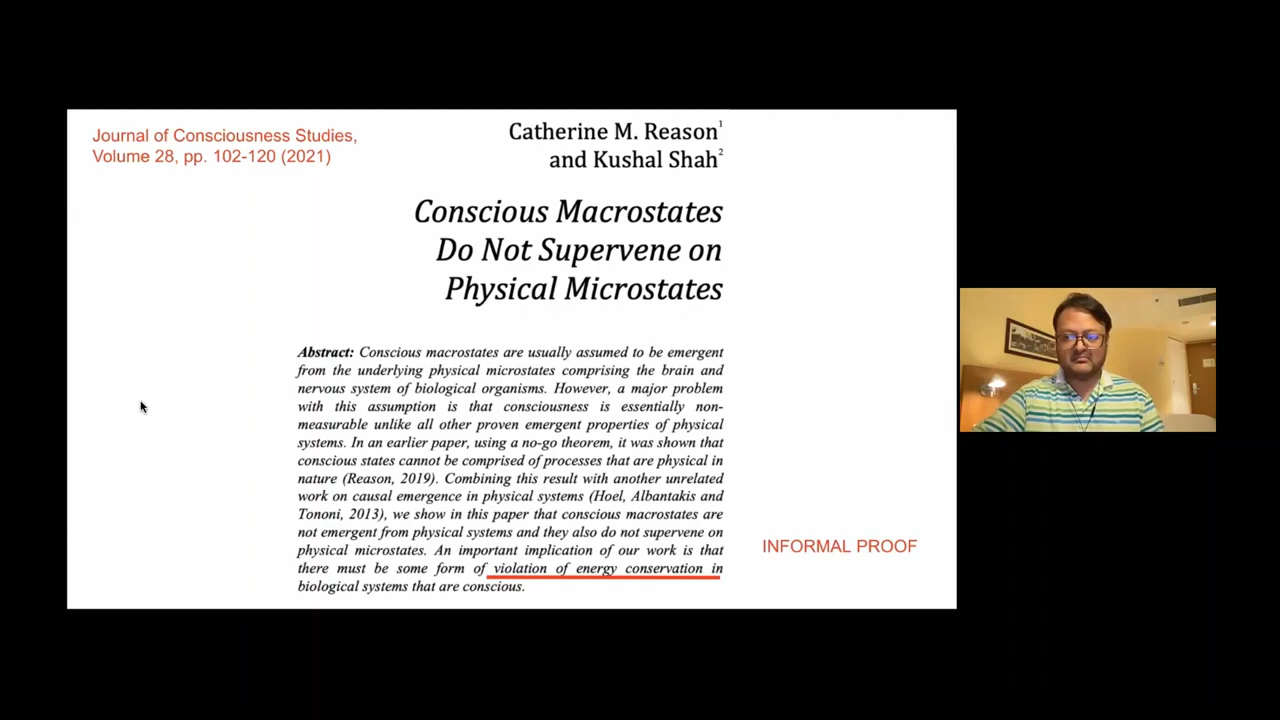 Journal of Consciousness Studies,
Volume 28, pp. 102-120 (2021)
Catherine M. Reason¹
and Kushal Shah²
Conscious Macrostates
Do Not Supervene on
Physical Microstates
Abstract: Conscious macrostates are usually assumed to be emergent
from the underlying physical microstates comprising the brain and
nervous system of biological organisms. However, a major problem
with this assumption is that consciousness is essentially non-
measurable unlike all other proven emergent properties of physical
systems. In an earlier paper, using a no-go theorem, it was shown that
conscious states cannot be comprised of processes that are physical in
nature (Reason, 2019). Combining this result with another unrelated
work on causal emergence in physical systems (Hoel, Albantakis and
Tononi, 2013), we show in this paper that conscious macrostates are
not emergent from physical systems and they also do not supervene on
physical microstates. An important implication of our work is that
there must be some form of violation of energy conservation in
biological systems that are conscious.
INFORMAL PROOF